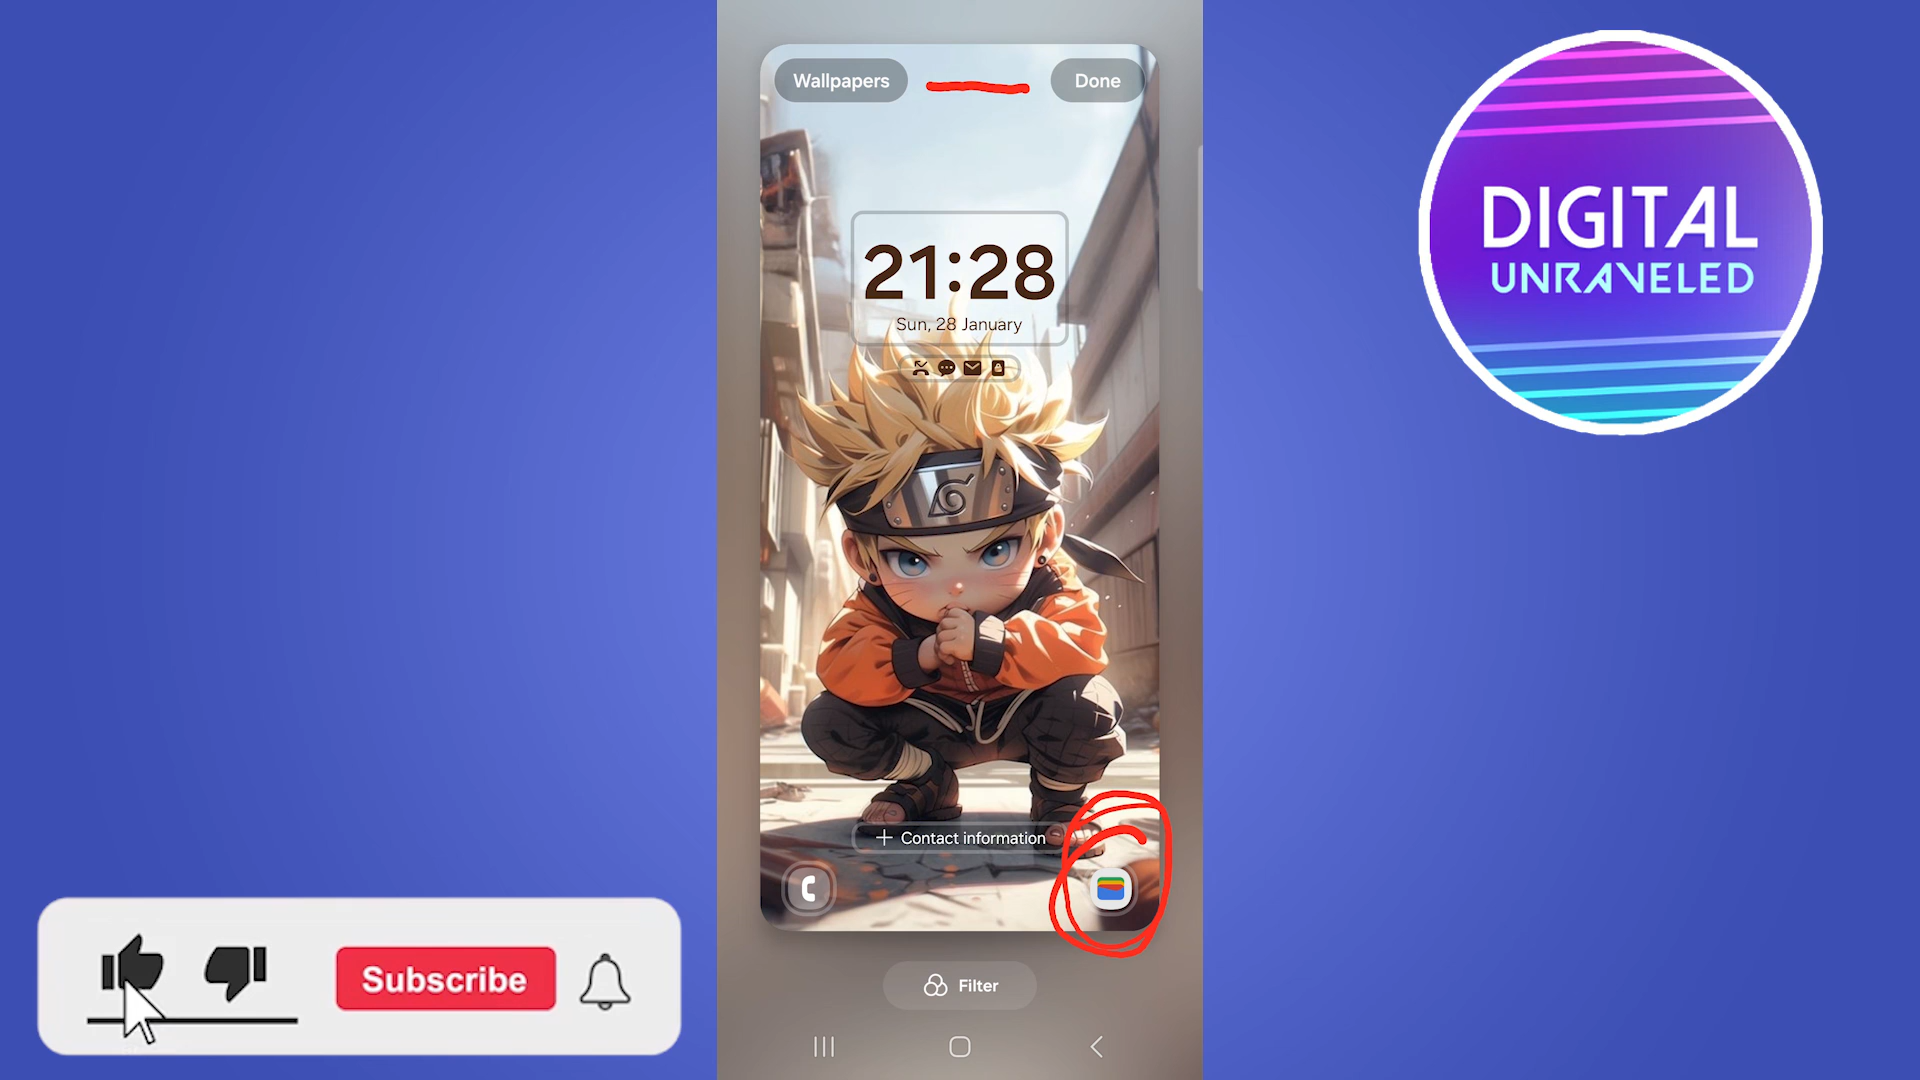 Wallpapers
Done
21:28
Sun, 28 January
Contact information
Filter
DIGITAL
UNRAVELED
Subscribe